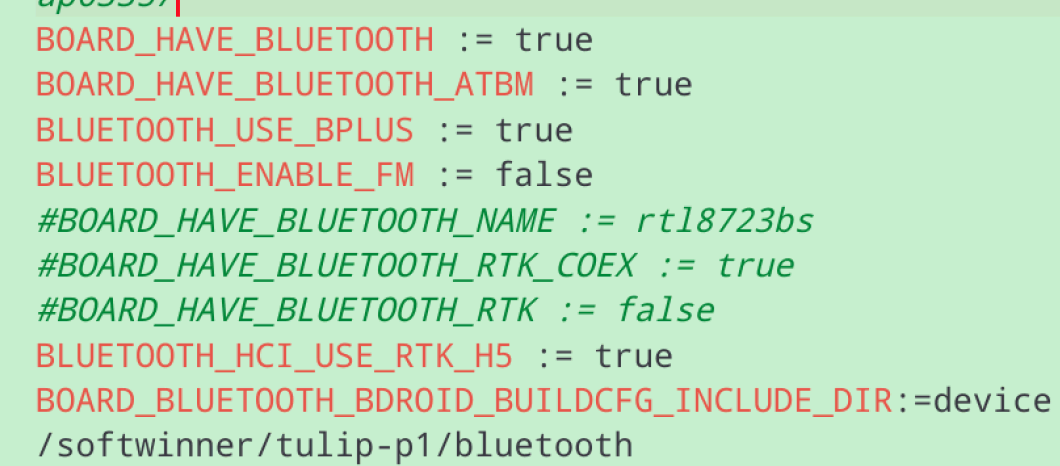 BOARD_HAVE_BLUETOOTH := true
BOARD_HAVE_BLUETOOTH_ATBM := true
BLUETOOTH_USE_BPLUS := true
BLUETOOTH_ENABLE_FM := false
#BOARD_HAVE_BLUETOOTH_NAME := rtl8723bs
#BOARD_HAVE_BLUETOOTH_RTK_COEX := true
#BOARD_HAVE_BLUETOOTH_RTK := false
BLUETOOTH_HCI_USE_RTK_H5 := true
BOARD_BLUETOOTH_BDROID_BUILDCFG_INCLUDE_DIR:=device
/softwinner/tulip-p1/bluetooth